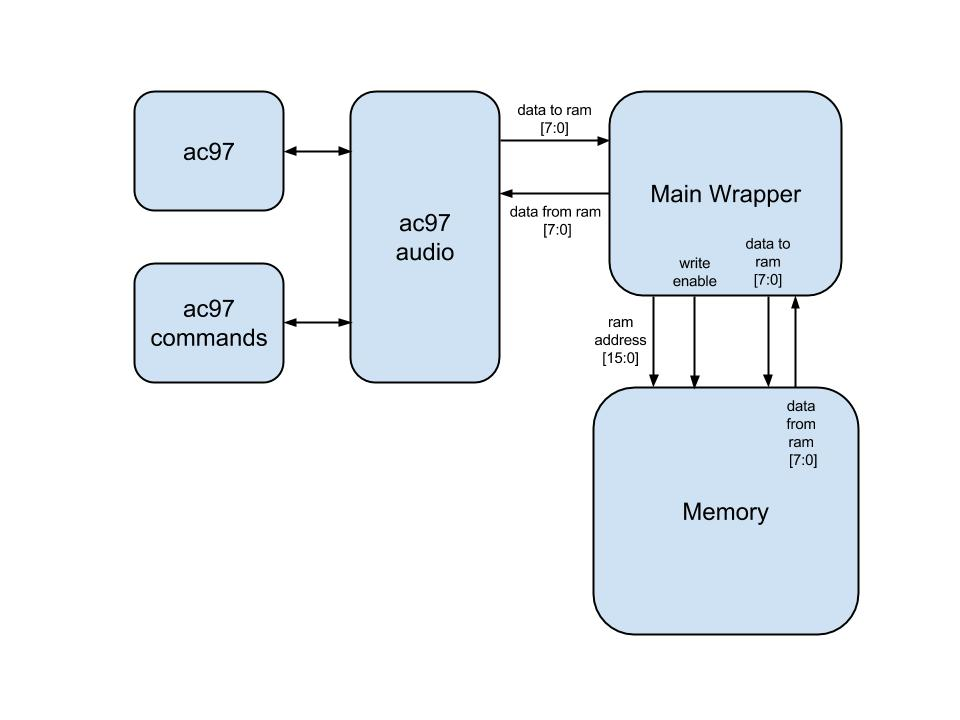 ac97
ac97
commands
ac97
audio
data to ram
[7:0]
data from ram
[7:0]
Main Wrapper
write
enable
data to
ram
[7:0]
ram
address
[15:0]
data
from
ram
[7:0]
Memory